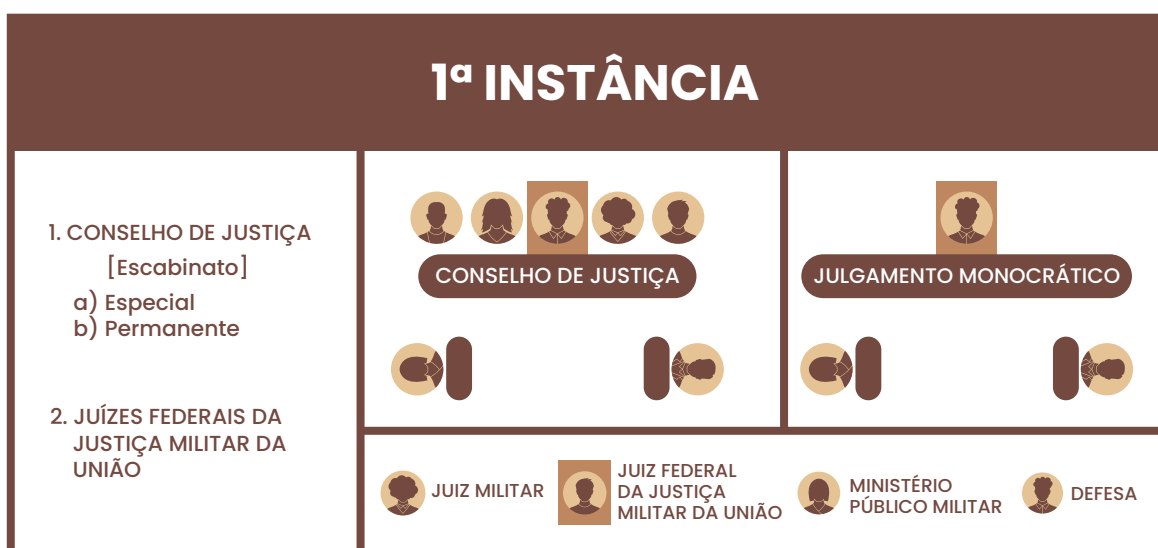 1ª INSTÂNCIA
1. CONSELHO DE JUSTIÇA
[Escabinato]
a) Especial
b) Permanente
2. JUÍZES FEDERAIS DA
JUSTIÇA MILITAR DA
UNIÃO
CONSELHO DE JUSTIÇA
JULGAMENTO MONOCRÁTICO
JUIZ MILITAR
JUIZ FEDERAL
DA JUSTIÇA
MILITAR DA UNIÃO
MINISTÉRIO
PÚBLICO MILITAR
DEFESA